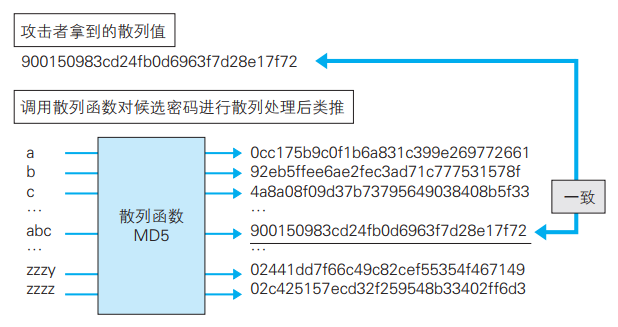 攻击者拿到的散列值
900150983cd24fb0d6963f7d28e17f72
调用散列函数对候选密码进行散列处理后类推
a
0cc175b9c0f1b6a831c399e269772661
b
92eb5ffee6ae2fec3ad71c777531578f
c
4a8a08f09d37b73795649038408b5f33
…
…
散列函数
MD5
一致
abc
900150983cd24fb0d6963f7d28e17f72
…
…
zzzy
02441dd7f66c49c82cef55354f467149
zzzz
02c425157ecd32f259548b33402ff6d3